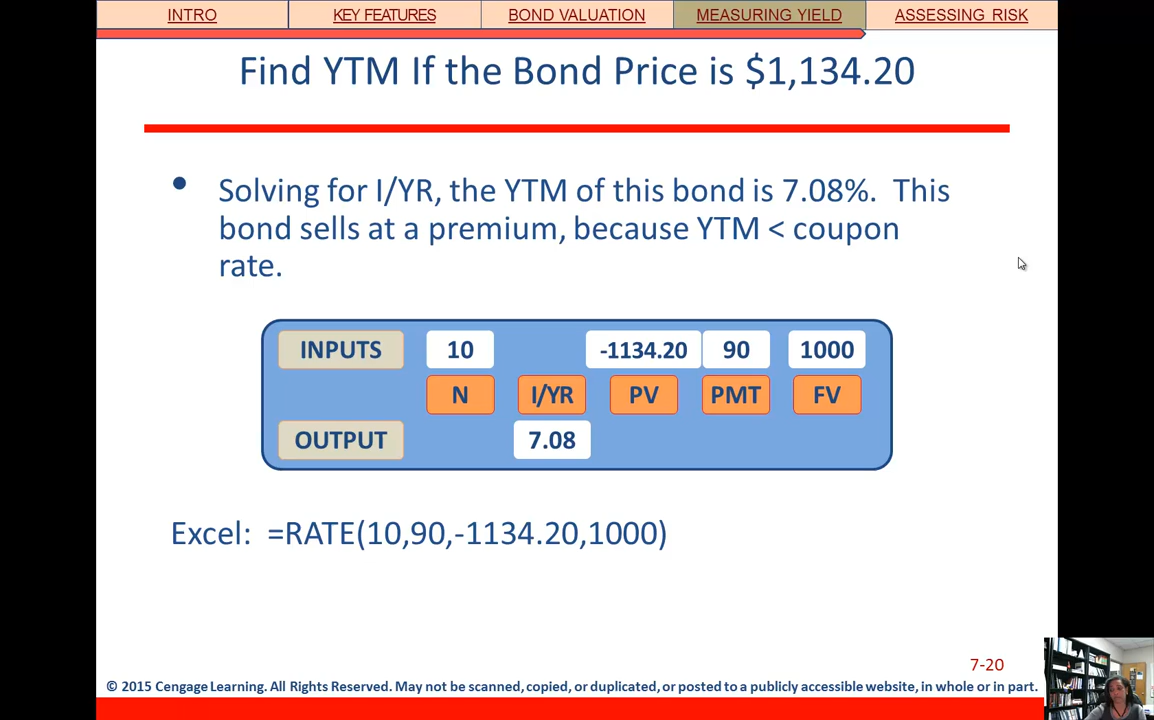 INTRO KEY FEATURES BOND VALUATION MEASURING YIELD ASSESSING RISK
Find YTM If the Bond Price is $1,134.20
• Solving for I/YR, the YTM of this bond is 7.08%. This
bond sells at a premium, because YTM < coupon
rate.
INPUTS 10 -1134.20 90 1000
N I/YR PV PMT FV
OUTPUT 7.08
Excel: =RATE(10,90,-1134.20,1000)
7-20
© 2015 Cengage Learning. All Rights Reserved. May not be scanned, copied, or duplicated, or posted to a publicly accessible website, in whole or in part.